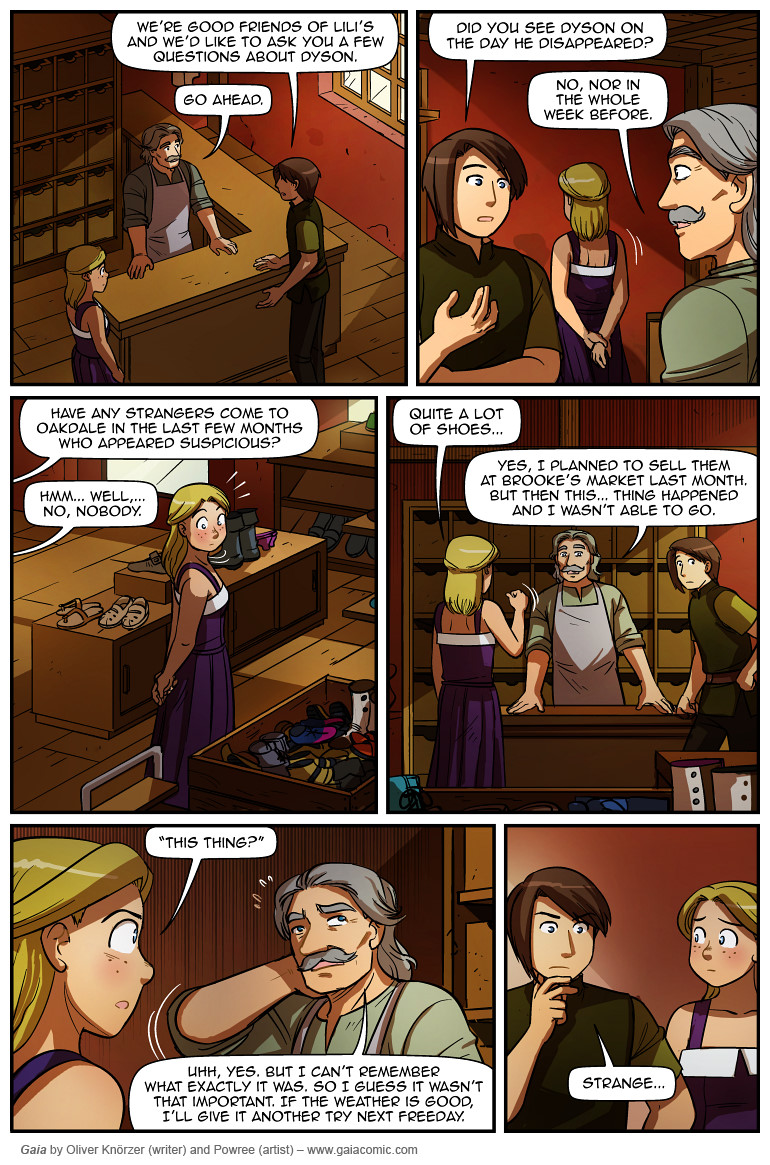 WE'RE GOOD FRIENDS OF LILI'S
AND WE'D LIKE TO ASK YOU A FEW
QUESTIONS ABOUT DYSON.
GO AHEAD.
DID YOU SEE DYSON ON
THE DAY HE DISAPPEARED?
NO, NOR IN
THE WHOLE
WEEK BEFORE.
HAVE ANY STRANGERS COME TO
OAKDALE IN THE LAST FEW MONTHS
WHO APPEARED SUSPICIOUS?
HMM... WELL,...
NO, NOBODY.
QUITE A LOT
OF SHOES...
YES, I PLANNED TO SELL THEM
AT BROOKE'S MARKET LAST MONTH.
BUT THEN THIS... THING HAPPENED
AND I WASN'T ABLE TO GO.
"THIS THING?"
UHH, YES. BUT I CAN'T REMEMBER
WHAT EXACTLY IT WAS. SO I GUESS IT WASN'T
THAT IMPORTANT. IF THE WEATHER IS GOOD,
I'LL GIVE IT ANOTHER TRY NEXT FREEDAY.
STRANGE...
Gaia by Oliver Knörzer (writer) and Powree (artist) – www.gaiacomic.com